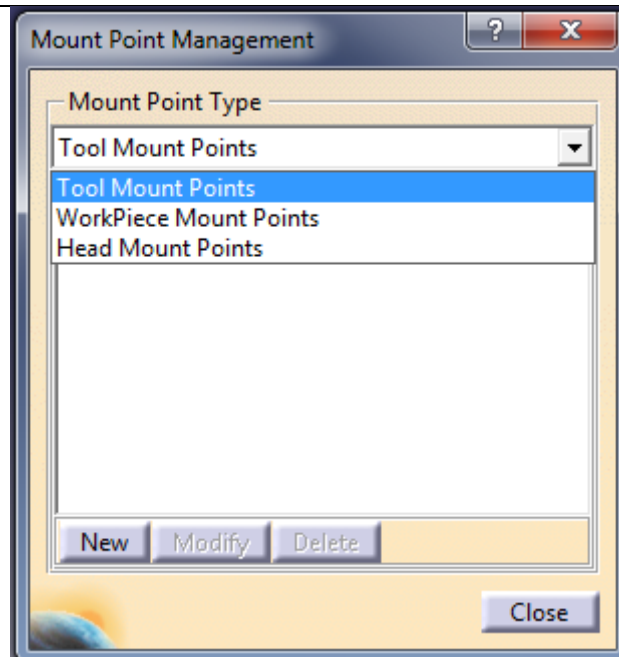 Mount Point Management
?
X
Mount Point Type
Tool Mount Points
Tool Mount Points
WorkPiece Mount Points
Head Mount Points
New Modify Delete
Close